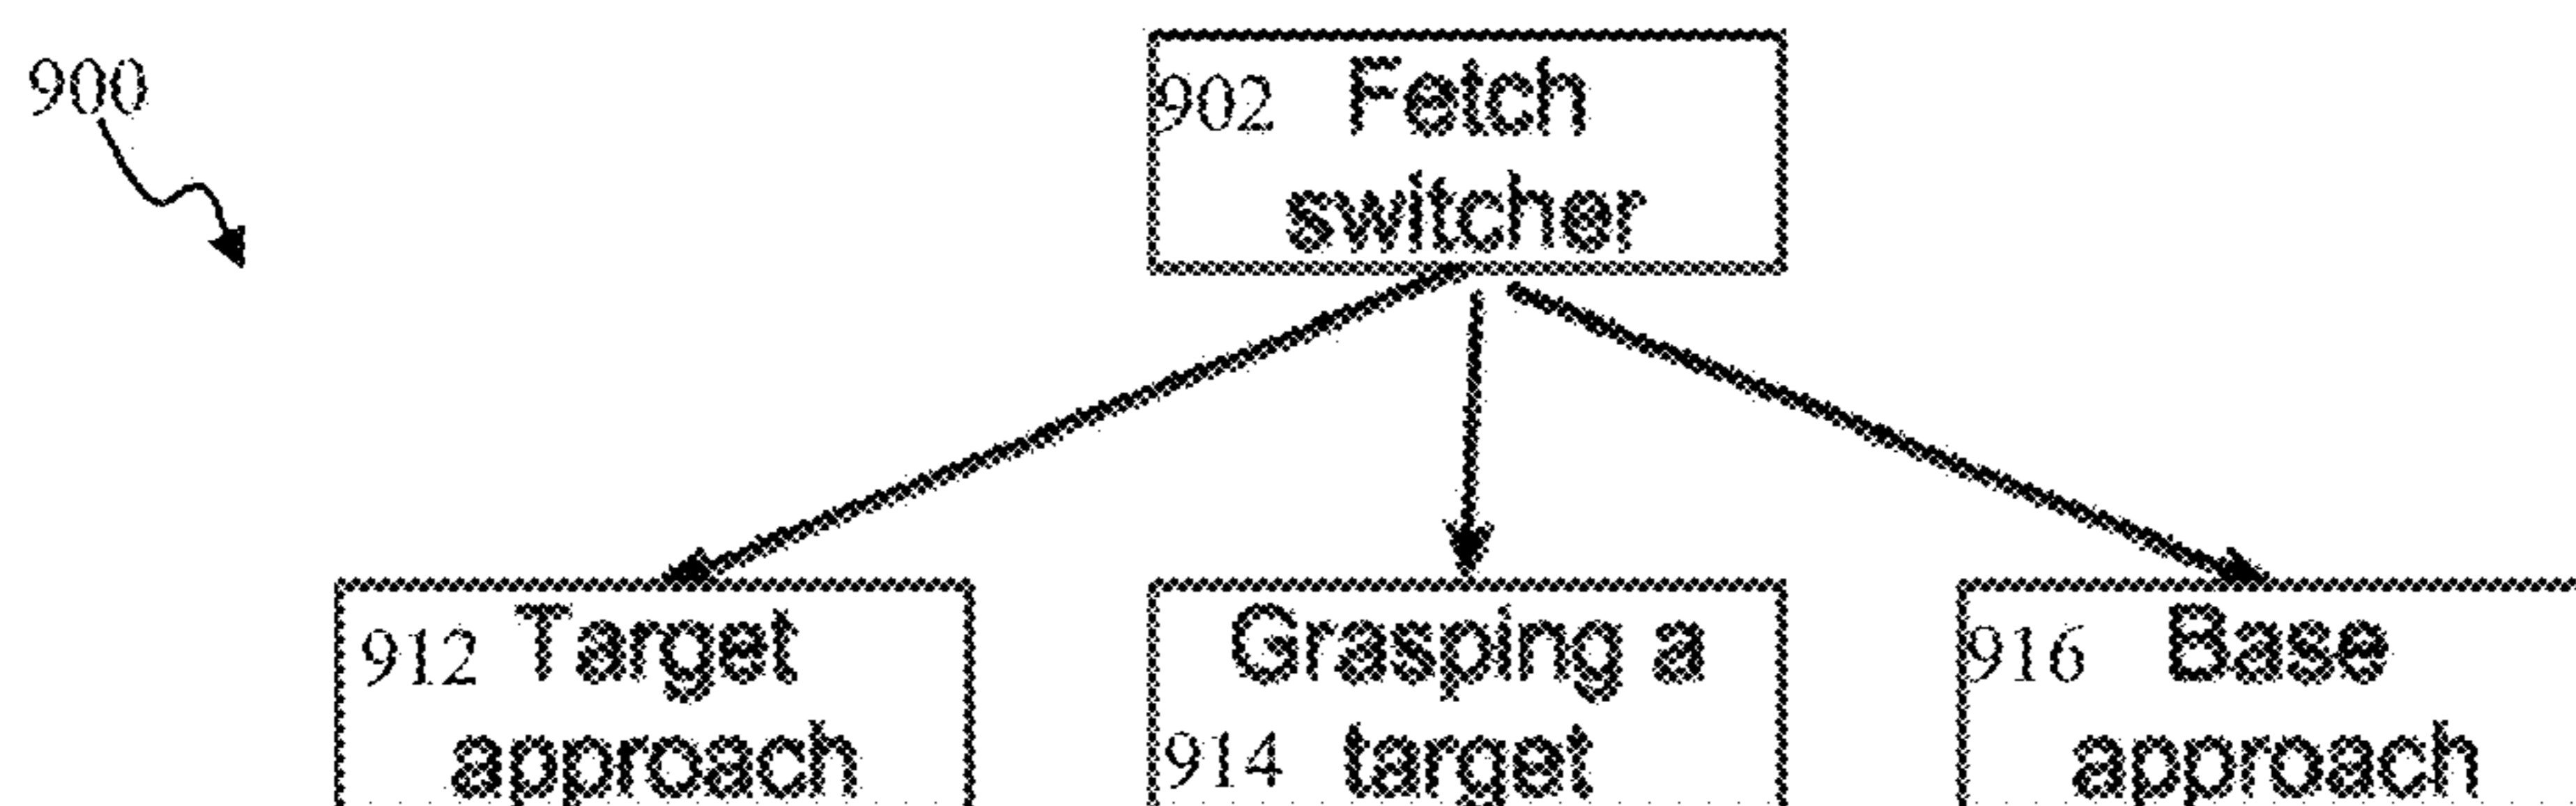 900
902 Fetch
switcher
912 Target
approach
Grasping a
914 target
916 Base
approach